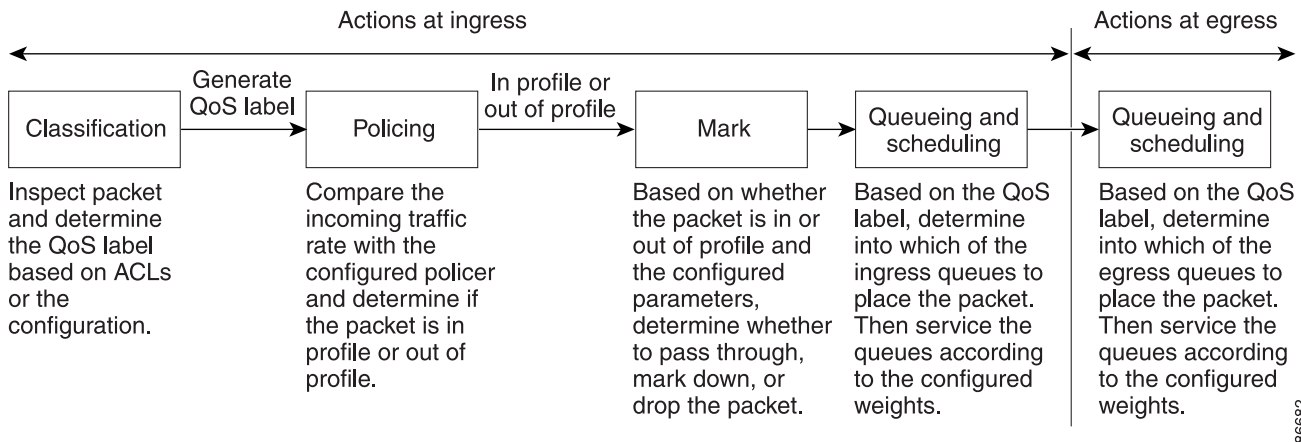 Actions at ingress
Actions at egress
Generate
QoS label
In profile or
out of profile
Classification
Policing
Mark
Queueing and
scheduling
Queueing and
scheduling
Inspect packet
and determine
the QoS label
based on ACLs
or the
configuration.
Compare the
incoming traffic
rate with the
configured policer
and determine if
the packet is in
profile or out of
profile.
Based on whether
the packet is in or
out of profile and
the configured
parameters,
determine whether
to pass through,
mark down, or
drop the packet.
Based on the QoS
label, determine
into which of the
ingress queues to
place the packet.
Then service the
queues according
to the configured
weights.
Based on the QoS
label, determine
into which of the
egress queues to
place the packet.
Then service the
queues according
to the configured
weights.